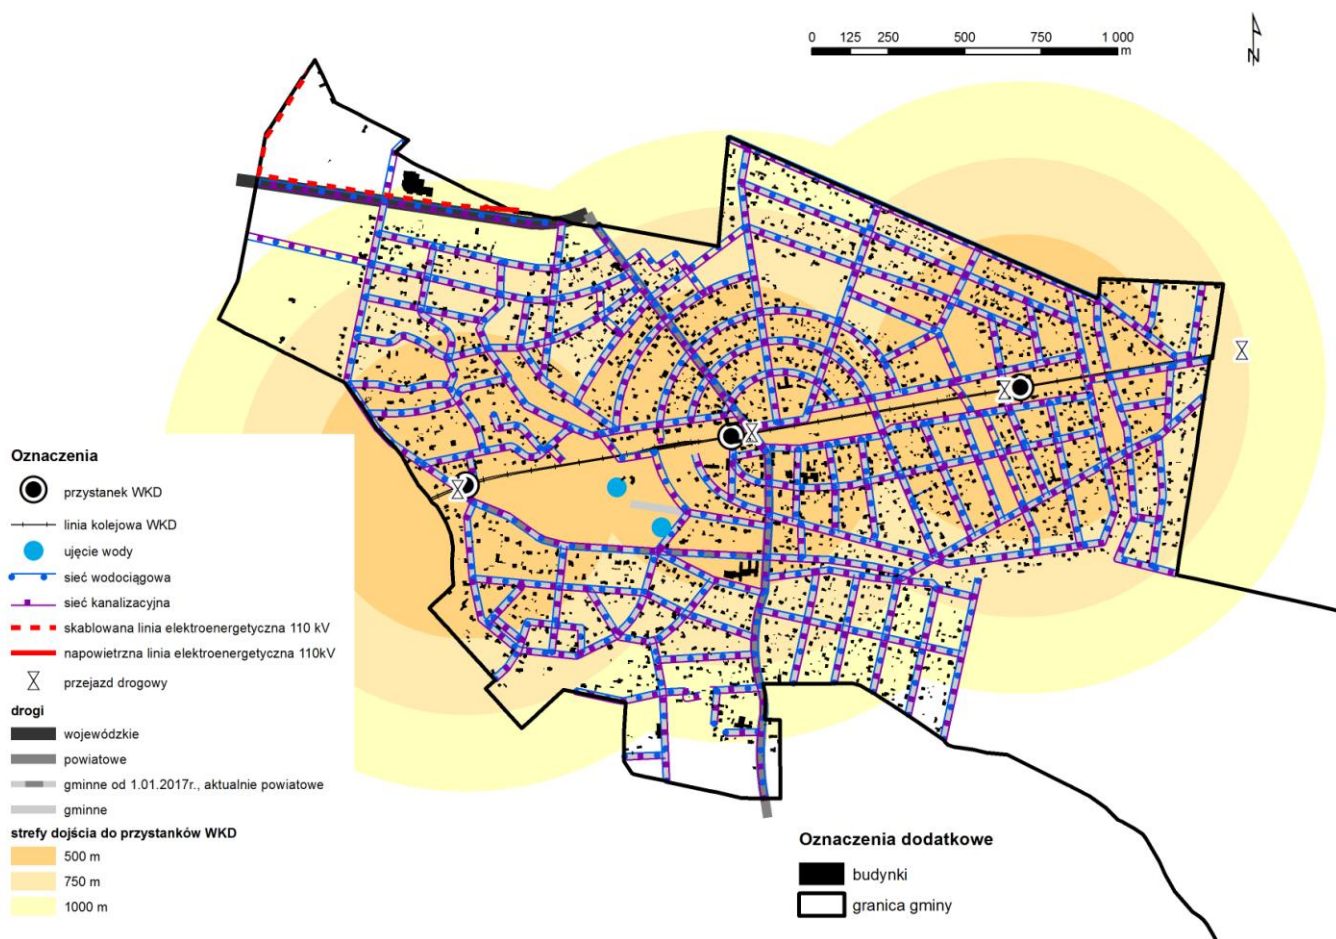 0 125 250 500 750 1 000
m
N
Oznaczenia
przystanek WKD
linia kolejowa WKD
ujęcie wody
sieć wodociągowa
sieć kanalizacyjna
skablowana linia elektroenergetyczna 110 kV
napowietrzna linia elektroenergetyczna 110kV
przejazd drogowy
drogi
wojewódzkie
powiatowe
gminne od 1.01.2017r., aktualnie powiatowe
gminne
strefy dojścia do przystanków WKD
500 m
750 m
1000 m
Oznaczenia dodatkowe
budynki
granica gminy